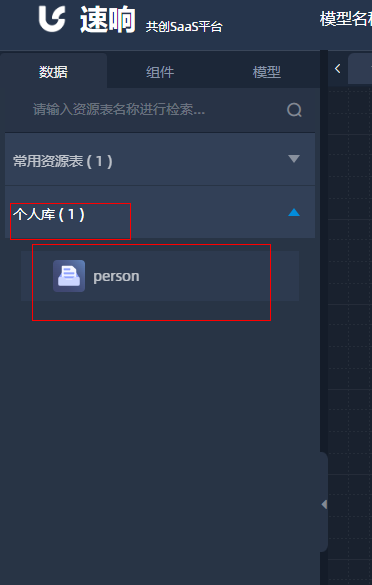 速响 共创SaaS平台
模型名称
数据 组件 模型
请输入资源表名称进行检索...
常用资源表 ( 1 )
个人库 ( 1 )
person